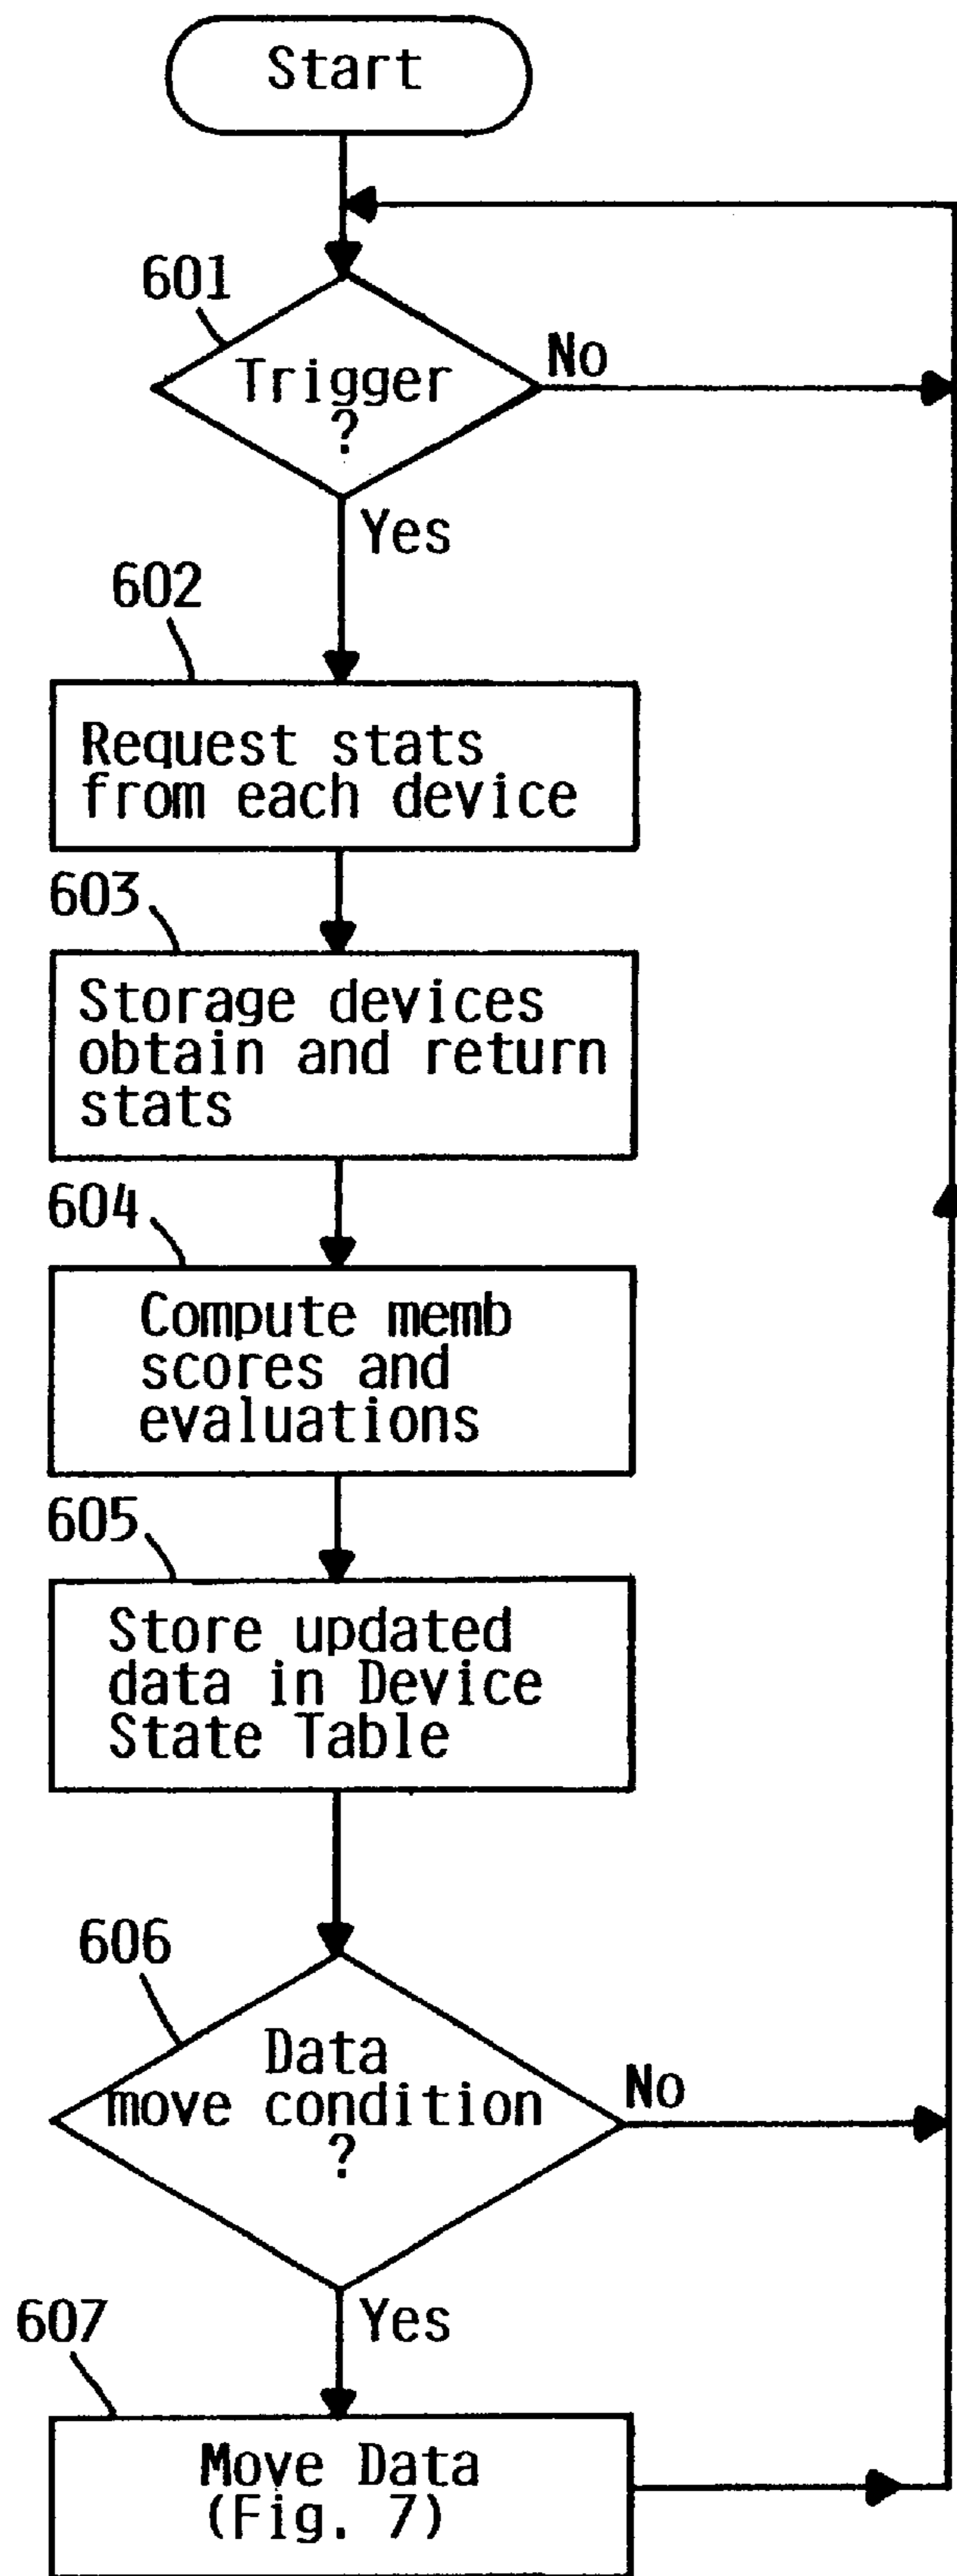 Start
601
Trigger
?
No
Yes
602
Request stats
from each device
603
Storage devices
obtain and return
stats
604
Compute memb
scores and
evaluations
605
Store updated
data in Device
State Table
606
Data
move condition
?
No
Yes
607
Move Data
(Fig. 7)